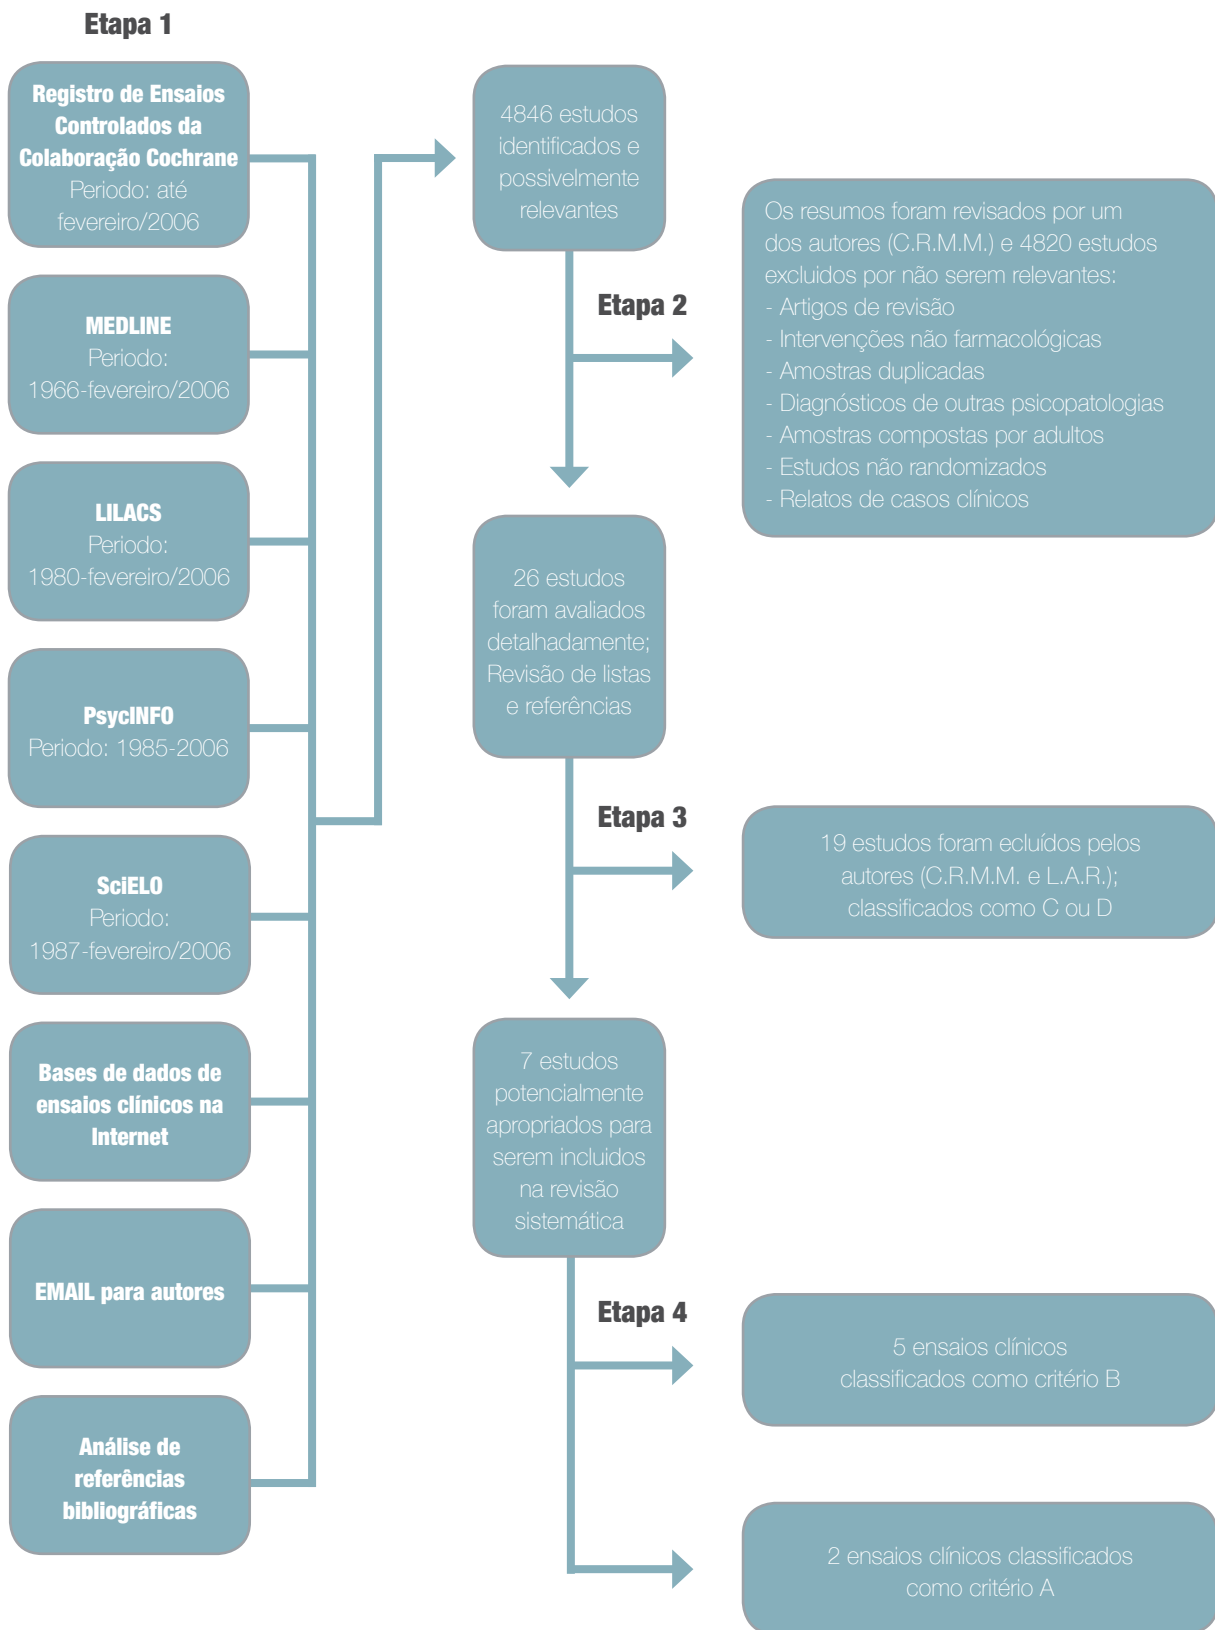 Etapa 1
Registro de Ensaios
Controlados da
Colaboração Cochrane
Periodo: até
fevereiro/2006
MEDLINE
Periodo:
1966-fevereiro/2006
LILACS
Periodo:
1980-fevereiro/2006
PsycINFO
Periodo: 1985-2006
SciELO
Periodo:
1987-fevereiro/2006
Bases de dados de
ensaios clínicos na
Internet
EMAIL para autores
Análise de
referências
bibliográficas
4846 estudos
identificados e
possivelmente
relevantes
Etapa 2
Os resumos foram revisados por um
dos autores (C.R.M.M.) e 4820 estudos
excluidos por não serem relevantes:
- Artigos de revisão
- Intervenções não farmacológicas
- Amostras duplicadas
- Diagnósticos de outras psicopatologias
- Amostras compostas por adultos
- Estudos não randomizados
- Relatos de casos clínicos
26 estudos
foram avaliados
detalhadamente;
Revisão de listas
e referências
Etapa 3
19 estudos foram ecluídos pelos
autores (C.R.M.M. e L.A.R.);
classificados como C ou D
7 estudos
potencialmente
apropriados para
serem incluidos
na revisão
sistemática
Etapa 4
5 ensaios clínicos
classificados como critério B
2 ensaios clínicos classificados
como critério A